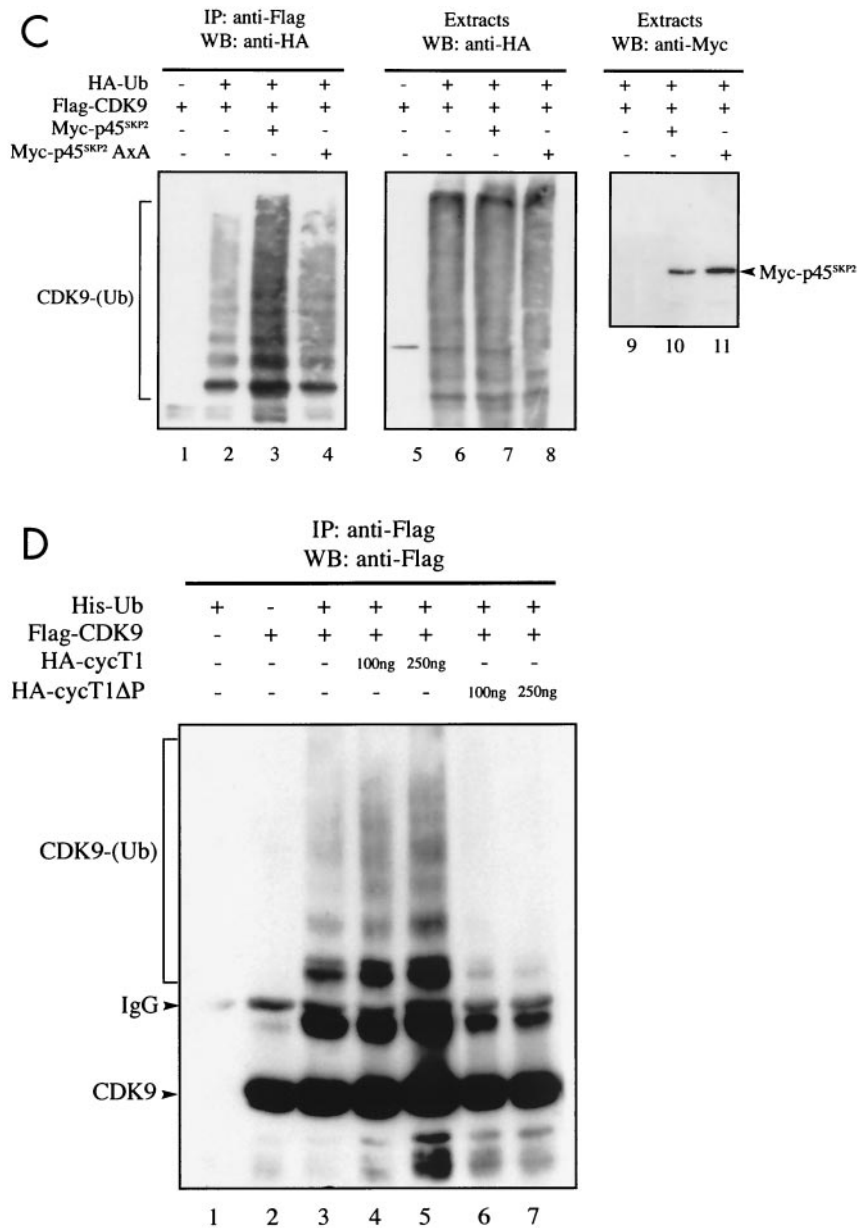 C
IP: anti-Flag
WB: anti-HA
Extracts
WB: anti-HA
Extracts
WB: anti-Myc
HA-Ub - + + + - + + + + + +
Flag-CDK9 + + + + + + + + + + +
Myc-p45ˢᴷᴾ² - - + - - - + - - + -
Myc-p45ˢᴷᴾ² AxA - - - + - - - + - - +
CDK9-(Ub)
Myc-p45ˢᴷᴾ²
1 2 3 4 5 6 7 8 9 10 11
D
IP: anti-Flag
WB: anti-Flag
His-Ub + - + + + + +
Flag-CDK9 - + + + + + +
HA-cycT1 - - - 100ng 250ng - -
HA-cycT1ΔP - - - - - 100ng 250ng
CDK9-(Ub)
IgG
CDK9
1 2 3 4 5 6 7